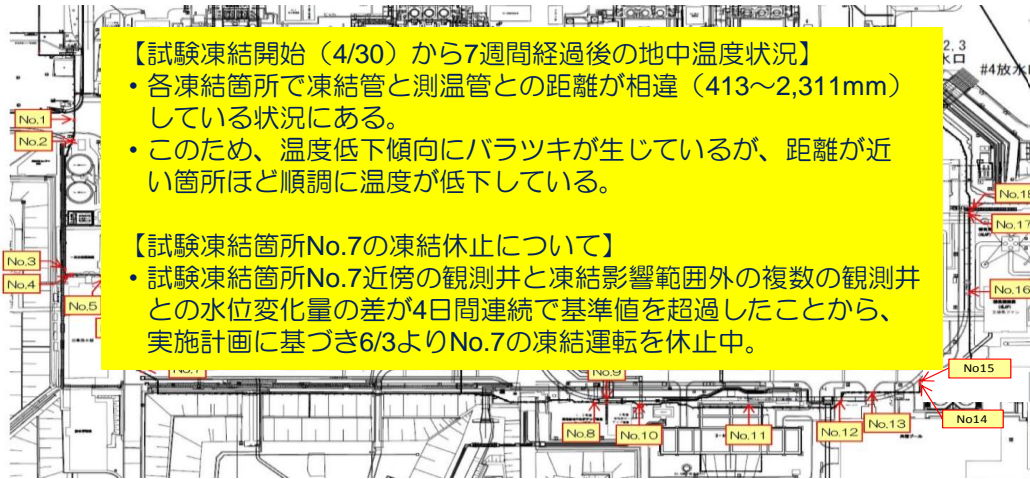 【試験凍結開始（4/30）から7週間経過後の地中温度状況】
・各凍結箇所で凍結管と測温管との距離が相違（413～2,311mm）
している状況にある。
・このため、温度低下傾向にバラツキが生じているが、距離が近
い箇所ほど順調に温度が低下している。
【試験凍結箇所No.7の凍結休止について】
・試験凍結箇所No.7近傍の観測井と凍結影響範囲外の複数の観測井
との水位変化量の差が4日間連続で基準値を超過したことから、
実施計画に基づき6/3よりNo.7の凍結運転を休止中。
2, 3
#4放水口
No.1
No.2
No.3
No.4
No.5
No.7
No.9
No.8
No.10
No.11
No.12
No.13
No14
No15
No.16
No.17
No.18